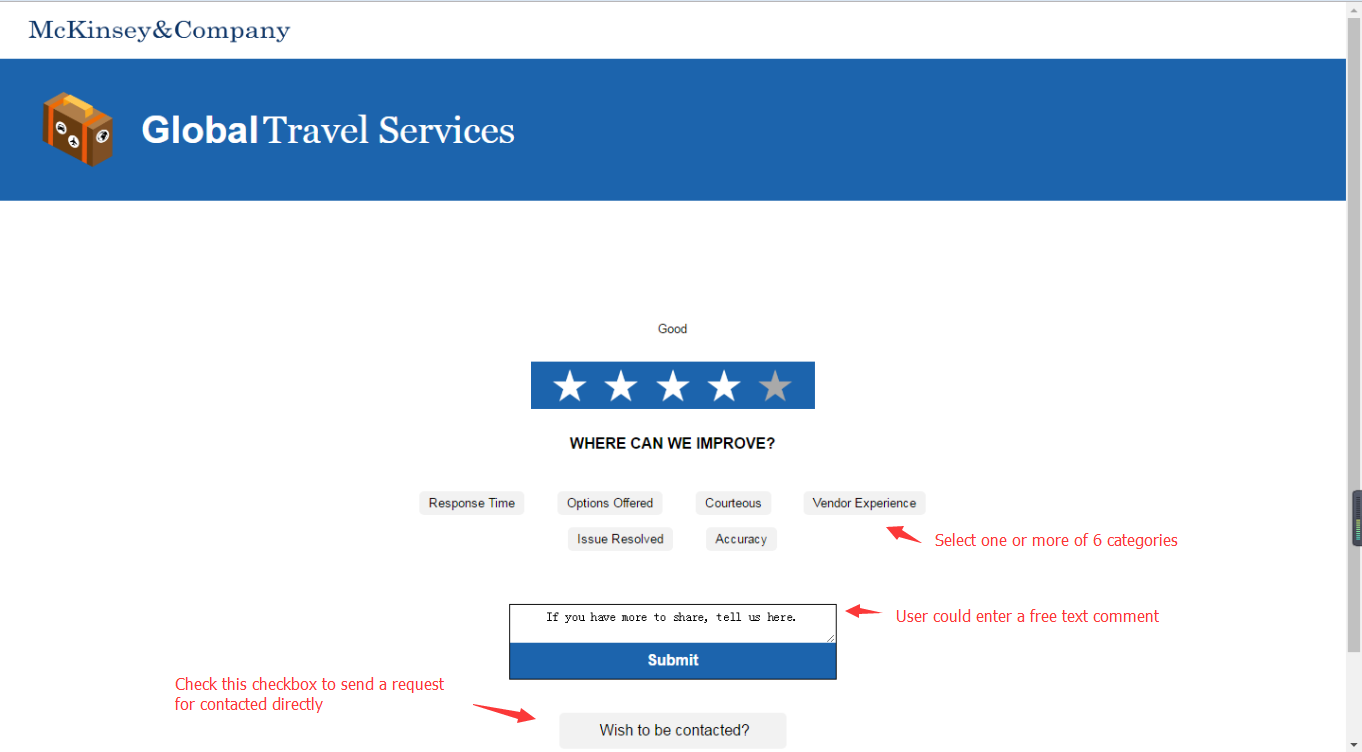 McKinsey&Company
Global Travel Services
Good
WHERE CAN WE IMPROVE?
Response Time Options Offered Courteous Vendor Experience
Issue Resolved Accuracy
Select one or more of 6 categories
If you have more to share, tell us here.
User could enter a free text comment
Submit
Check this checkbox to send a request
for contacted directly
Wish to be contacted?